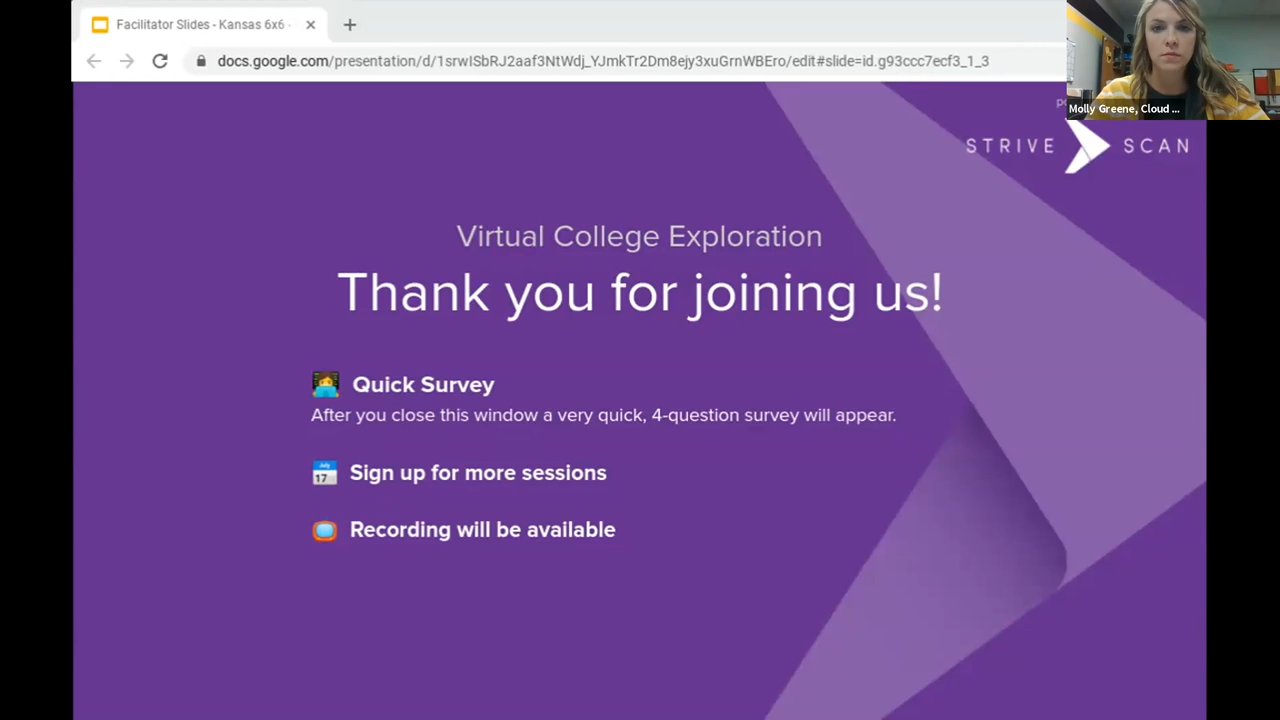 Facilitator Slides - Kansas 6x6 -
docs.google.com/presentation/d/1srwISbRJ2aaf3NtWdj_YJmkTr2Dm8ejy3xuGrnWBEro/edit#slide=id.g93ccc7ecf3_1_3
Molly Greene, Cloud ...
STRIVE SCAN
Virtual College Exploration
Thank you for joining us!
Quick Survey
After you close this window a very quick, 4-question survey will appear.
July
17
Sign up for more sessions
Recording will be available